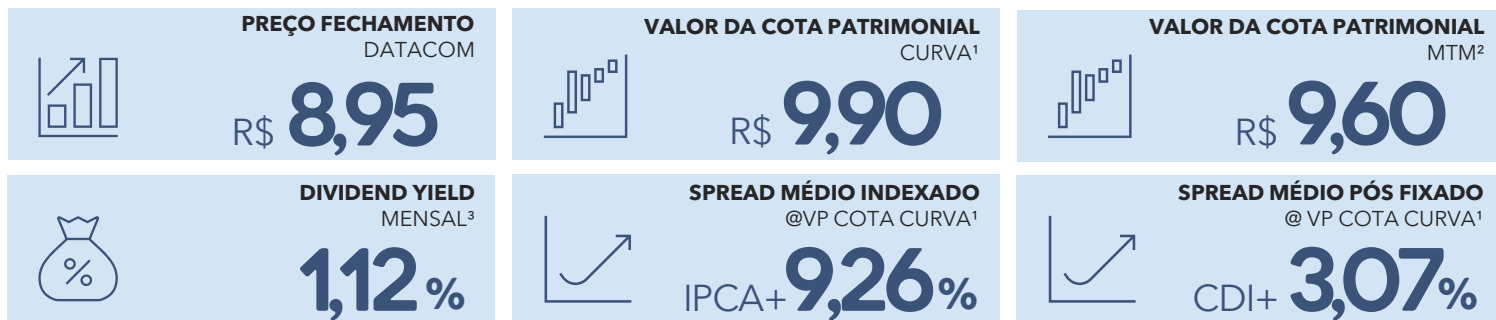 PREÇO FECHAMENTO
DATACOM
R$ 8,95
VALOR DA COTA PATRIMONIAL
CURVA¹
R$ 9,90
VALOR DA COTA PATRIMONIAL
MTM²
R$ 9,60
DIVIDEND YIELD
MENSAL³
%
1,12%
SPREAD MÉDIO INDEXADO
@VP COTA CURVA¹
IPCA+ 9,26%
SPREAD MÉDIO PÓS FIXADO
@ VP COTA CURVA¹
CDI+ 3,07%